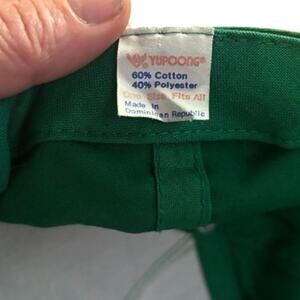 YUPOONG®
60% Cotton
40% Polyester
One Size Fits All
Made In
Dominican Republic